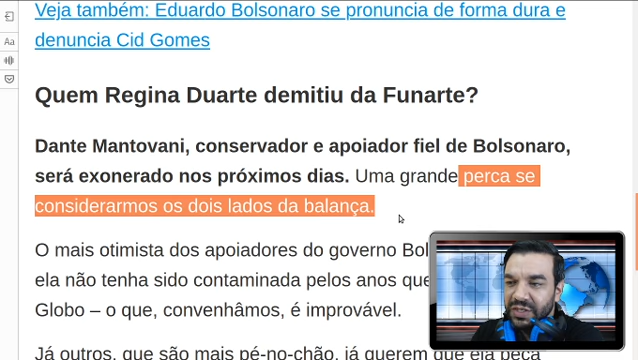 Veja também: Eduardo Bolsonaro se pronuncia de forma dura e
denuncia Cid Gomes
Aa
Quem Regina Duarte demitiu da Funarte?
Dante Mantovani, conservador e apoiador fiel de Bolsonaro,
será exonerado nos próximos dias. Uma grande perca se
considerarmos os dois lados da balança.
O mais otimista dos apoiadores do governo Bol
ela não tenha sido contaminada pelos anos que
Globo – o que, convenhâmos, é improvável.
Já outros, que são mais pé-no-chão, já querem que ela peça